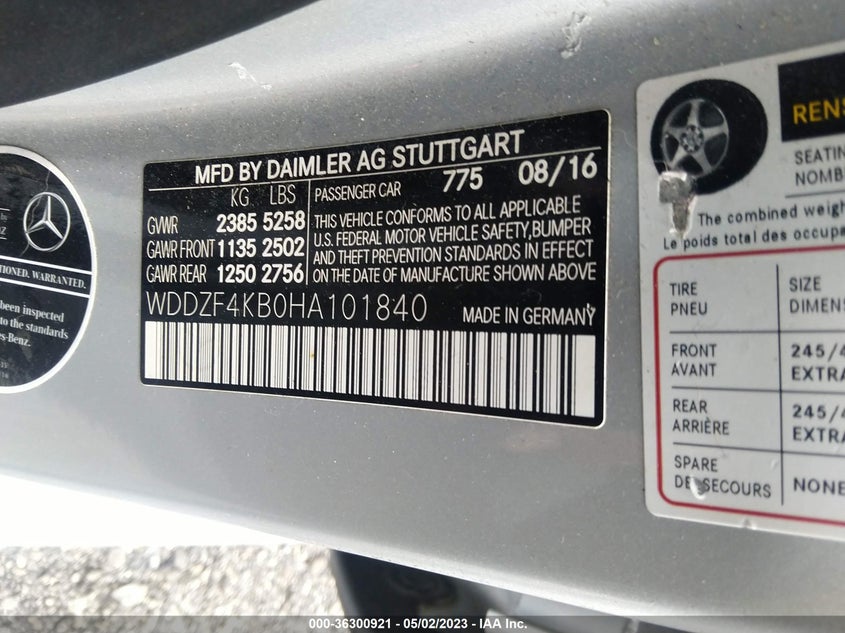 MFD BY DAIMLER AG STUTTGART
KG LBS
GVWR 2385 5258
GAWR FRONT 1135 2502
GAWR REAR 1250 2756
PASSENGER CAR 775 08/16
THIS VEHICLE CONFORMS TO ALL APPLICABLE
U.S. FEDERAL MOTOR VEHICLE SAFETY, BUMPER
AND THEFT PREVENTION STANDARDS IN EFFECT
ON THE DATE OF MANUFACTURE SHOWN ABOVE
WDDZF4KB0HA101840 MADE IN GERMANY
WARRANTED.
been inspected
to the standards
RENS
SEATIN
NOMB
The combined weigh
Le poids total des occupa
TIRE
PNEU
SIZE
DIMEN
FRONT
AVANT
245/4
EXTRA
REAR
ARRIÈRE
245/4
EXTRA
SPARE
DE SECOURS
NONE
000-36300921 - 05/02/2023 - IAA Inc.